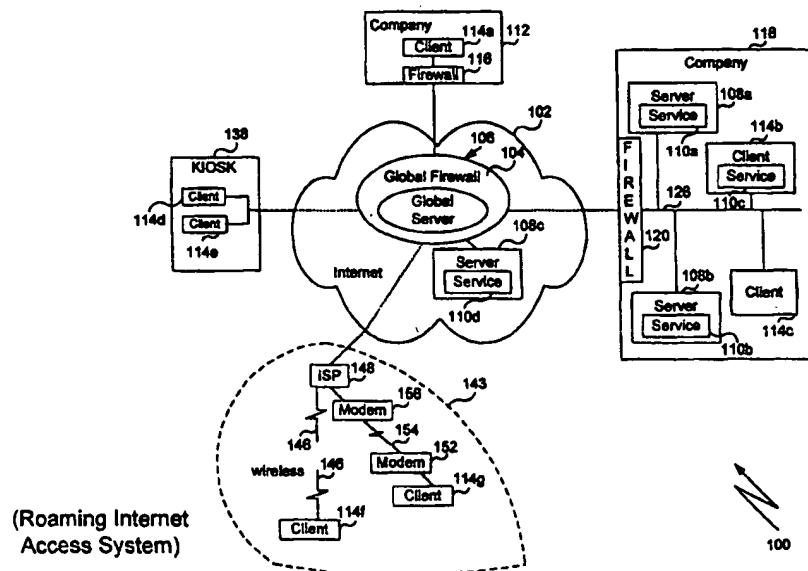 Company
114a
Client
112
116
Firewall
118
Company
Server
108a
Service
114b
110a
Client
Service
110c
126
FIREWALL
120
108b
Server
Service
110b
Client
114c
102
106
104
Global Firewall
Global
Server
108c
Server
Service
110d
Internet
138
KIOSK
Client
114d
Client
114e
ISP
148
143
Modem
156
146
154
wireless
146
Modem
152
Client
114g
Client
114f
(Roaming Internet
Access System)
100